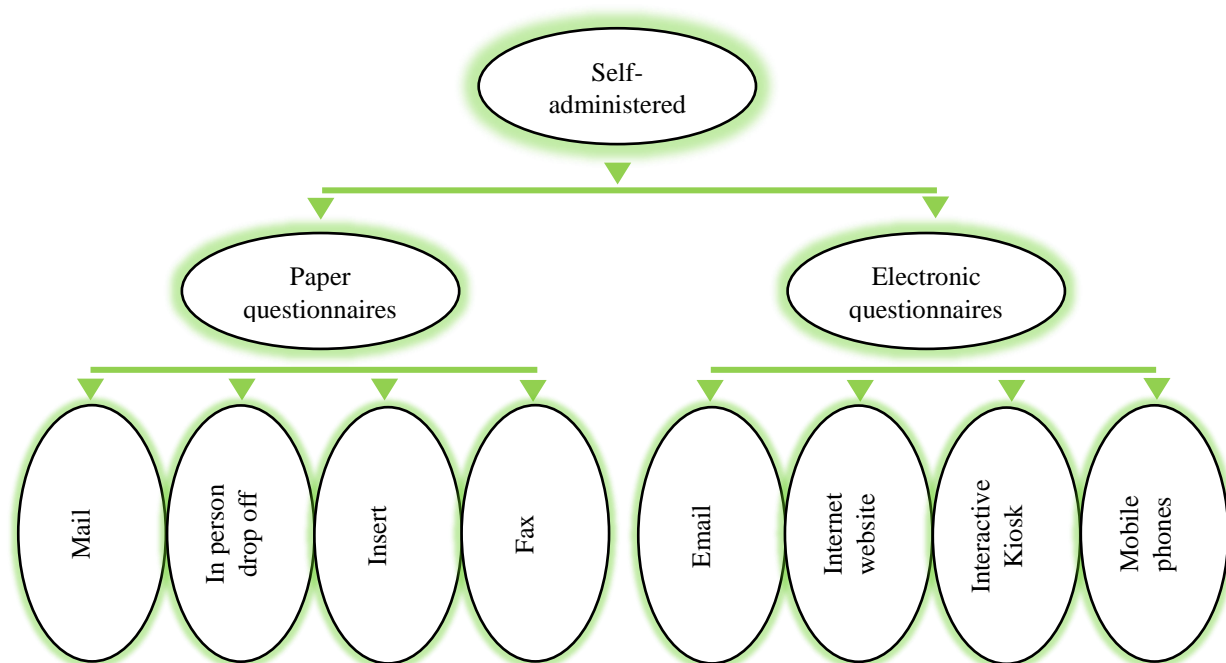 Self-
administered
Paper
questionnaires
Electronic
questionnaires
Mail
In person
drop off
Insert
Fax
Email
Internet
website
Interactive
Kiosk
Mobile
phones